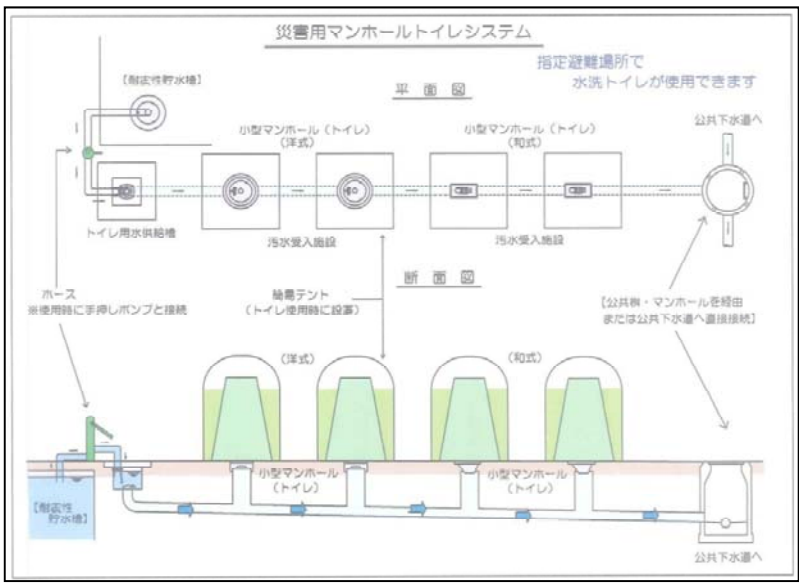 災害用マンホールトイレシステム
指定避難場所で
水洗トイレが使用できます
【耐震性貯水槽】
平面図
小型マンホール(トイレ)
(洋式)
小型マンホール(トイレ)
(和式)
公共下水道へ
トイレ用水供給槽
汚水受入施設
汚水受入施設
断面図
ホース
※使用時に手押しポンプと接続
簡易テント
(トイレ使用時に設置)
【公共桝・マンホールを経由
または公共下水道へ直接接続】
(洋式)
(和式)
小型マンホール
(トイレ)
小型マンホール
(トイレ)
【耐震性
貯水槽】
公共下水道へ